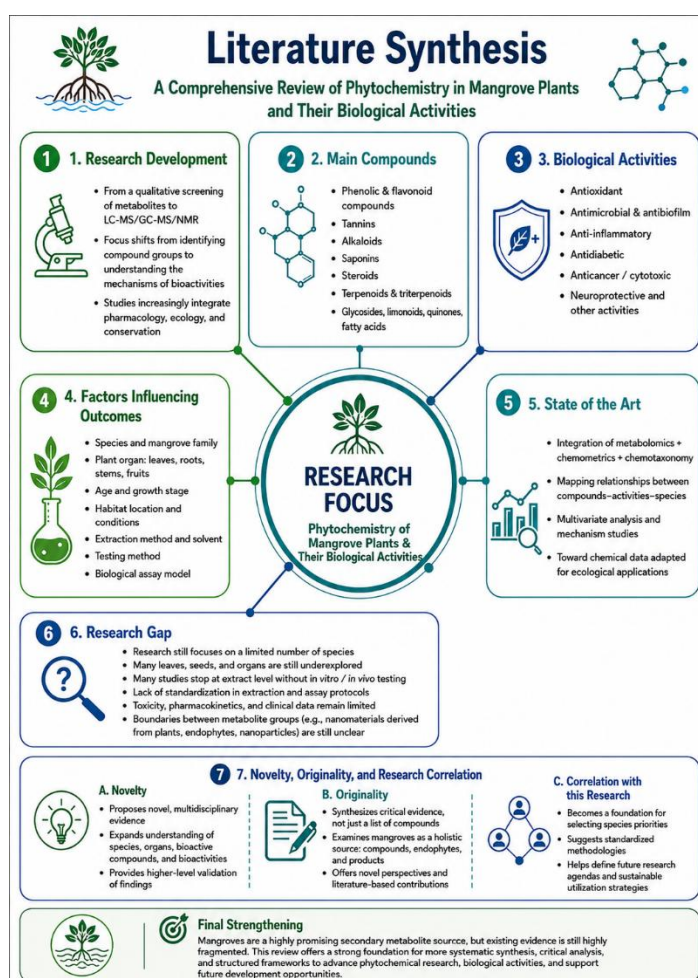 Literature Synthesis
A Comprehensive Review of Phytochemistry in Mangrove Plants
and Their Biological Activities
1
1. Research Development
• From a qualitative screening
of metabolites to
LC-MS/GC-MS/NMR
• Focus shifts from identifying
compound groups to
understanding the
mechanisms of bioactivities
• Studies increasingly integrate
pharmacology, ecology, and
conservation
2
2. Main Compounds
• Phenolic & flavonoid
compounds
• Tannins
• Alkaloids
• Saponins
• Steroids
• Terpenoids & triterpenoids
• Glycosides, limonoids, quinones,
fatty acids
3
3. Biological Activities
• Antioxidant
• Antimicrobial & antibiofilm
• Anti-inflammatory
• Antidiabetic
• Anticancer / cytotoxic
• Neuroprotective and
other activities
4
4. Factors Influencing
Outcomes
• Species and mangrove family
• Plant organ: leaves, roots,
stems, fruits
• Age and growth stage
• Habitat location and
conditions
• Extraction method and solvent
• Testing method
• Biological assay model
RESEARCH
FOCUS
Phytochemistry of
Mangrove Plants &
Their Biological Activities
5
5. State of the Art
• Integration of metabolomics +
chemometrics + chemotaxonomy
• Mapping relationships between
compounds–activities–species
• Multivariate analysis and
mechanism studies
• Toward chemical data adapted
for ecological applications
6
6. Research Gap
?
• Research still focuses on a limited number of species
• Many leaves, seeds, and organs are still underexplored
• Many studies stop at extract level without in vitro / in vivo testing
• Lack of standardization in extraction and assay protocols
• Toxicity, pharmacokinetics, and clinical data remain limited
• Boundaries between metabolite groups (e.g., nanomaterials derived
from plants, endophytes, nanoparticles) are still unclear
7
7. Novelty, Originality, and Research Correlation
A. Novelty
• Proposes novel, multidisciplinary
evidence
• Expands understanding of
species, organs, bioactive
compounds, and bioactivities
• Provides higher-level validation
of findings
B. Originality
• Synthesizes critical evidence,
not just a list of compounds
• Examines mangroves as a holistic
source: compounds, endophytes,
and products
• Offers novel perspectives and
literature-based contributions
C. Correlation with
this Research
• Becomes a foundation for
selecting species priorities
• Suggests standardized
methodologies
• Helps define future research
agendas and sustainable
utilization strategies
Final Strengthening
Mangroves are a highly promising secondary metabolite sourcce, but existing evidence is still highly
fragmented. This review offers a strong foundation for more systematic synthesis, critical analysis,
and structured frameworks to advance phytochemical research, biological activities, and support
future development opportunities.